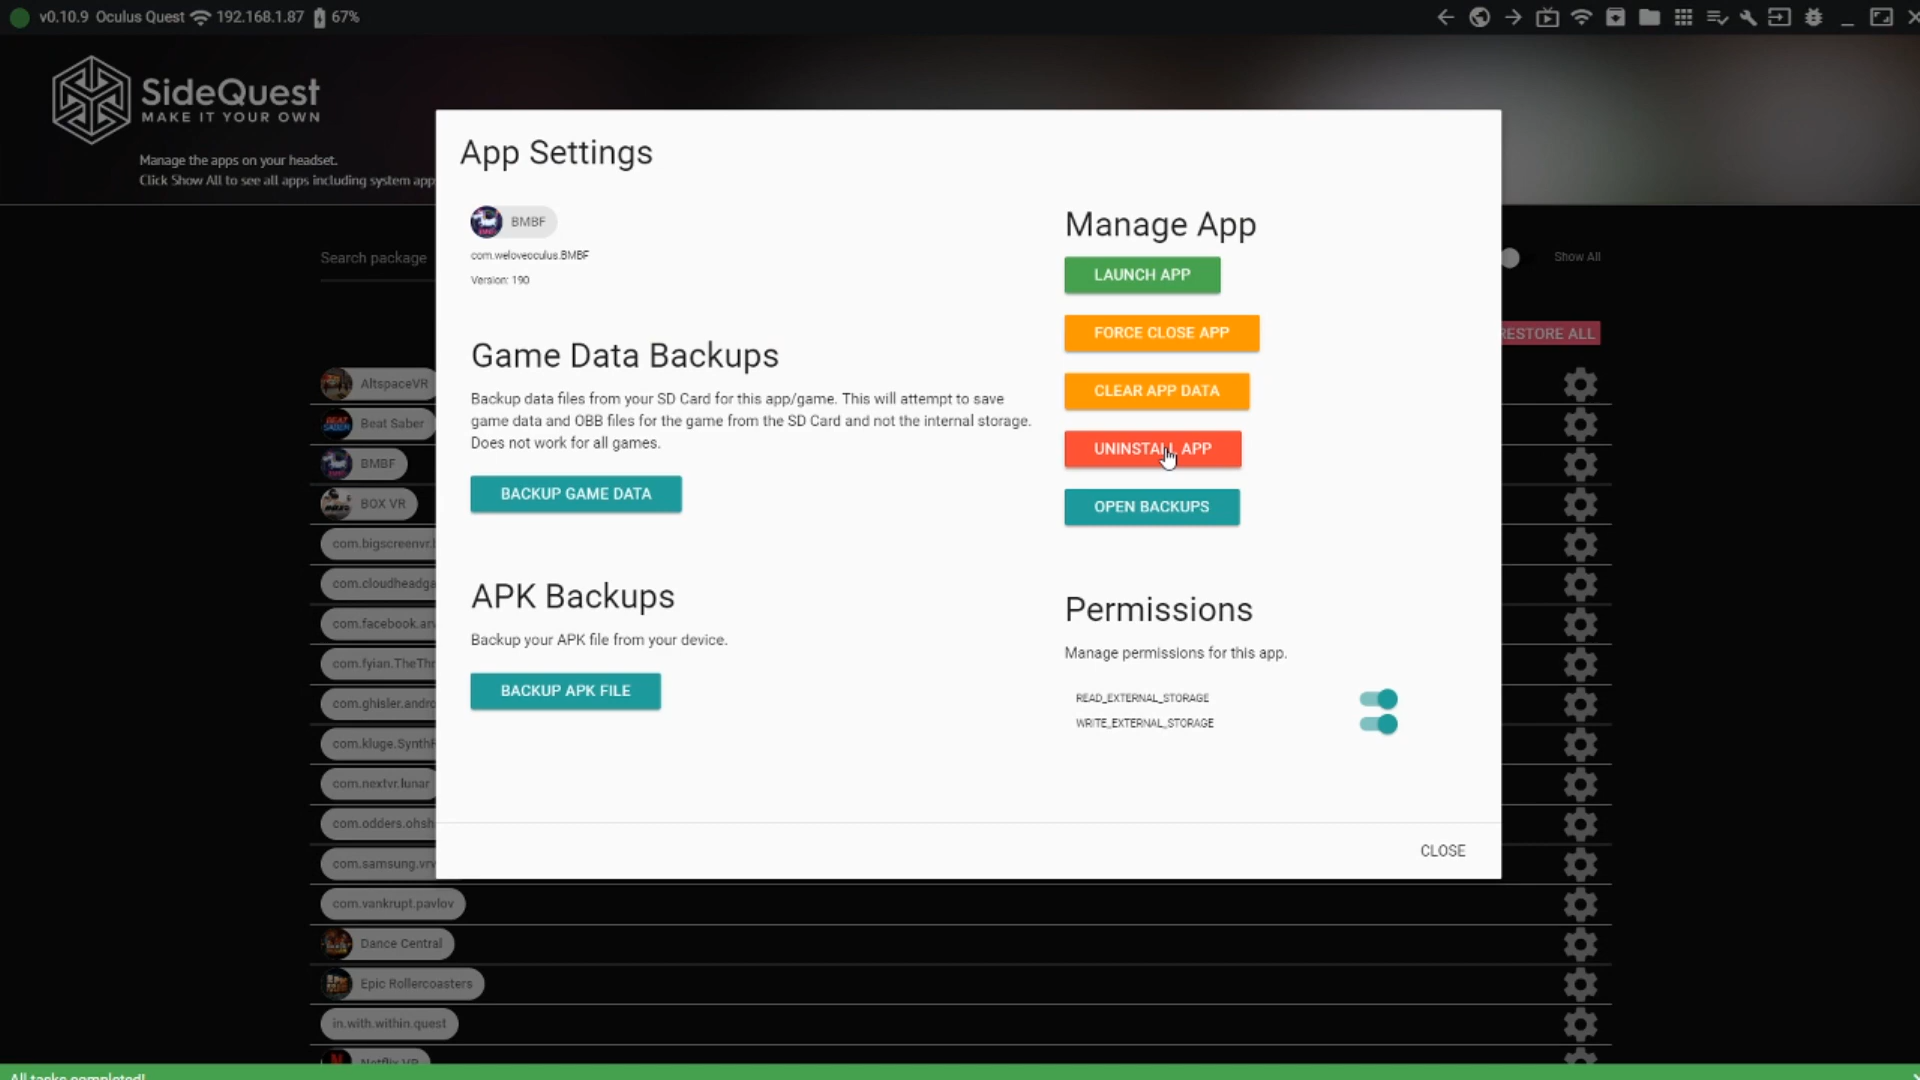 v0.10.9 Oculus Quest 192.168.1.87 67%
SideQuest
MAKE IT YOUR OWN
Manage the apps on your headset.
Click Show All to see all apps including system app
Search package
Show All
RESTORE ALL
AltspaceVR
Beat Saber
BMBF
BOX VR
com.bigscreenvr.
com.cloudheadga
com.facebook.ar
com.fyian.TheThr
com.ghisler.andro
com.kluge.Synth
com.nextvr.lunar
com.odders.ohsh
com.samsung.vrv
com.vankrupt.pavlov
Dance Central
Epic Rollercoasters
in.with.within.quest
Netflix VR
App Settings
BMBF
com.weloveoculus.BMBF
Version: 190
Game Data Backups
Backup data files from your SD Card for this app/game. This will attempt to save
game data and OBB files for the game from the SD Card and not the internal storage.
Does not work for all games.
BACKUP GAME DATA
APK Backups
Backup your APK file from your device.
BACKUP APK FILE
Manage App
LAUNCH APP
FORCE CLOSE APP
CLEAR APP DATA
UNINSTALL APP
OPEN BACKUPS
Permissions
Manage permissions for this app.
READ_EXTERNAL_STORAGE
WRITE_EXTERNAL_STORAGE
CLOSE
All tasks completed!